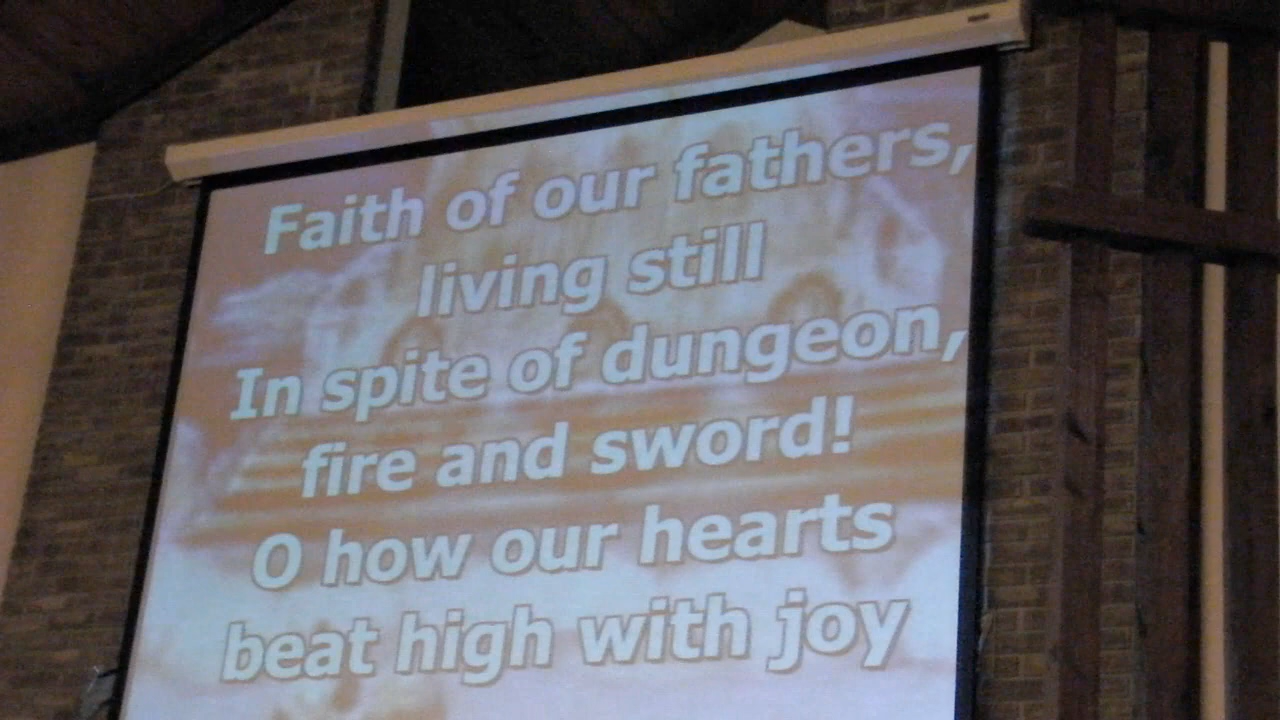 Faith of our fathers,
living still
In spite of dungeon,
fire and sword!
O how our hearts
beat high with joy